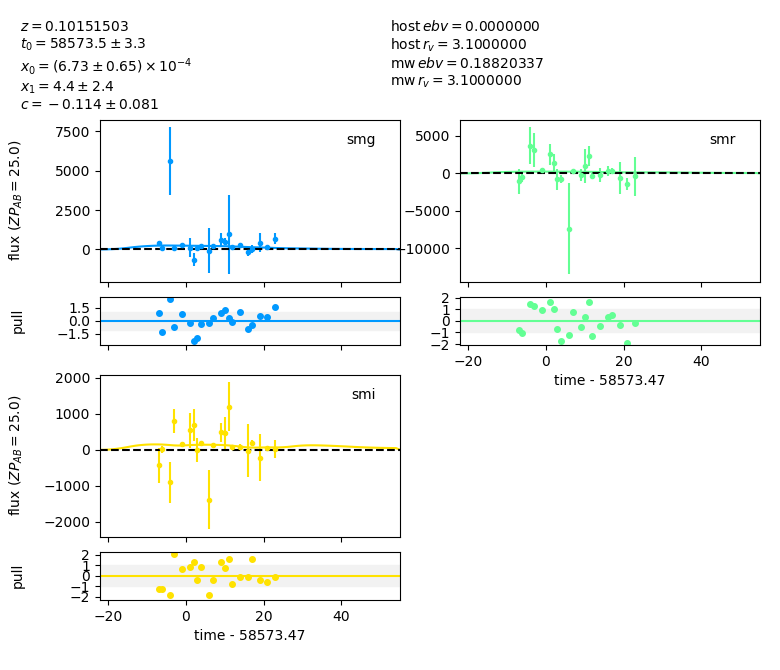 z = 0.10151503
t₀ = 58573.5 ± 3.3
x₀ = (6.73 ± 0.65) × 10⁻⁴
x₁ = 4.4 ± 2.4
c = −0.114 ± 0.081
host ebv = 0.0000000
host r_v = 3.1000000
mw ebv = 0.18820337
mw r_v = 3.1000000
flux (ZP_AB = 25.0)
7500
5000
2500
0
smg
5000
0
−5000
−10000
smr
pull
1.5
0.0
−1.5
2
1
0
−1
−2
−20
0
20
40
time - 58573.47
flux (ZP_AB = 25.0)
2000
1000
0
−1000
−2000
smi
pull
2
1
0
−1
−2
−20
0
20
40
time - 58573.47